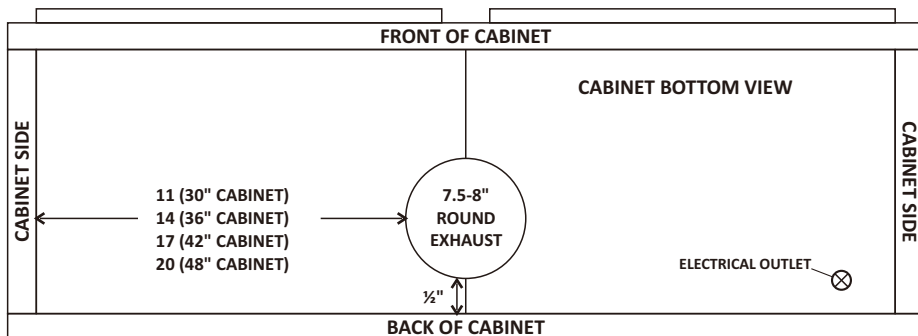 FRONT OF CABINET
CABINET BOTTOM VIEW
CABINET SIDE
11 (30" CABINET)
14 (36" CABINET)
17 (42" CABINET)
20 (48" CABINET)
7.5-8"
ROUND
EXHAUST
CABINET SIDE
ELECTRICAL OUTLET
½"
BACK OF CABINET